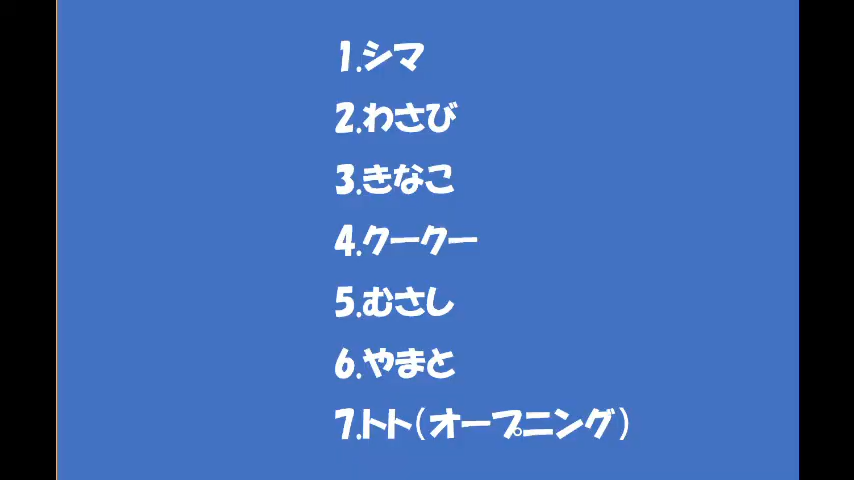 1.シマ
2.わさび
3.きなこ
4.クークー
5.むさし
6.やまと
7.トト(オープニング)